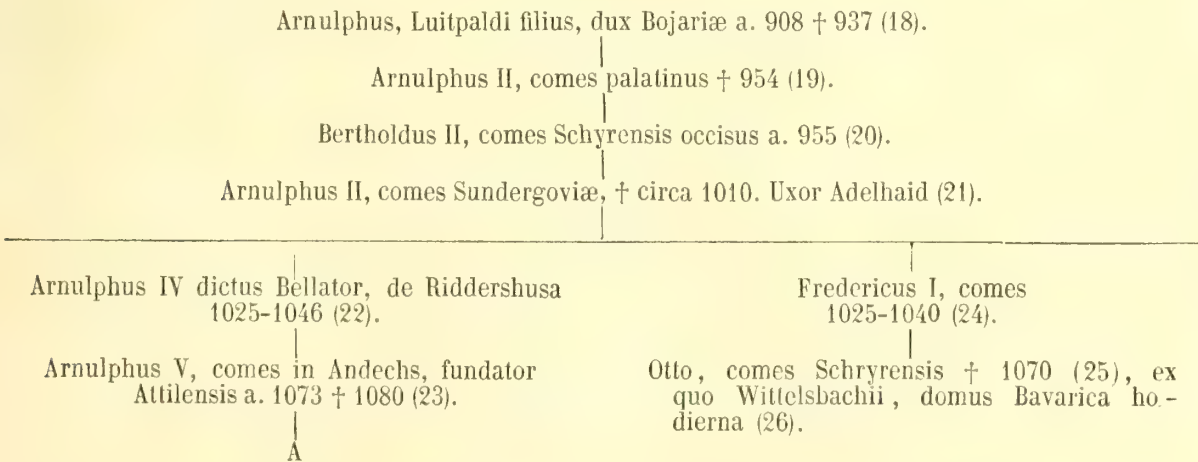 Arnulphus, Luitpaldi filius, dux Bojariæ a. 908 † 937 (18).
Arnulphus II, comes palatinus † 954 (19).
Bertholdus II, comes Schyrensis occisus a. 955 (20).
Arnulphus II, comes Sundergoviæ, † circa 1010. Uxor Adelhaid (21).
Arnulphus IV dictus Bellator, de Riddershusa
1025-1046 (22).
Arnulphus V, comes in Andechs, fundator
Attilensis a. 1073 † 1080 (23).
A
Fredericus I, comes
1025-1040 (24).
Otto, comes Schryrensis † 1070 (25), ex
quo Wittelsbachii, domus Bavarica ho-
dierna (26).